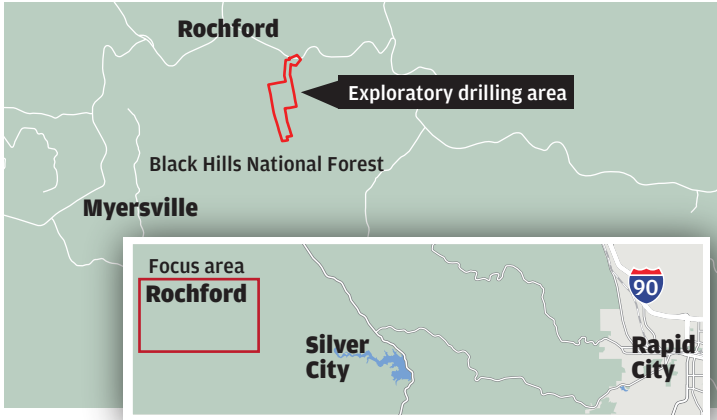 Rochford
Exploratory drilling area
Black Hills National Forest
Myersville
Focus area
Rochford
90
Silver
City
Rapid
City